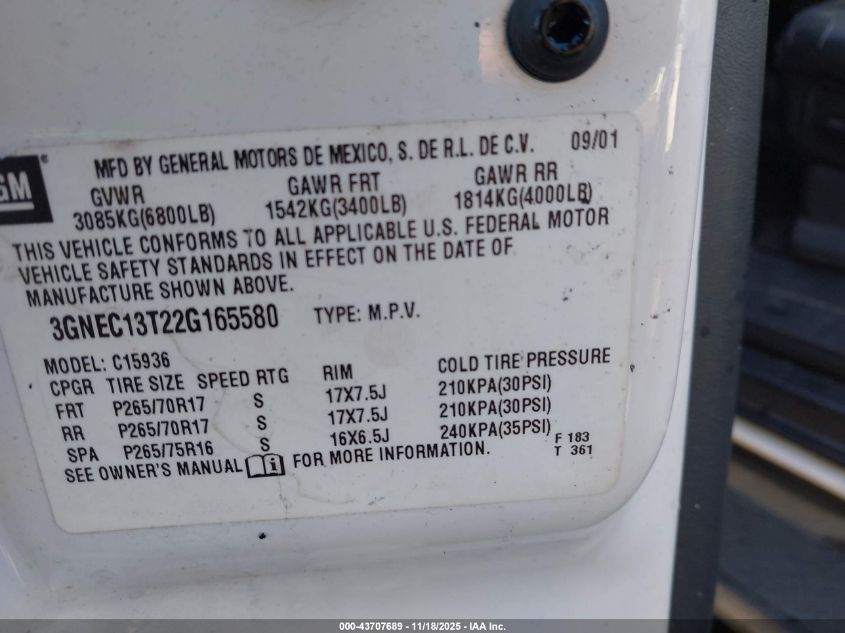 GM ®
MFD BY GENERAL MOTORS DE MEXICO, S. DE R.L. DE C.V. 09/01
GVWR GAWR FRT GAWR RR
3085KG(6800LB) 1542KG(3400LB) 1814KG(4000LB)
THIS VEHICLE CONFORMS TO ALL APPLICABLE U.S. FEDERAL MOTOR
VEHICLE SAFETY STANDARDS IN EFFECT ON THE DATE OF
MANUFACTURE SHOWN ABOVE.
3GNEC13T22G165580 TYPE: M.P.V.
MODEL: C15936
CPGR TIRE SIZE SPEED RTG RIM COLD TIRE PRESSURE
FRT P265/70R17 S 17X7.5J 210KPA(30PSI)
RR P265/70R17 S 17X7.5J 210KPA(30PSI)
SPA P265/75R16 S 16X6.5J 240KPA(35PSI)
SEE OWNER'S MANUAL FOR MORE INFORMATION.
F 183
T 361
000-43707689 - 11/18/2025 - IAA Inc.